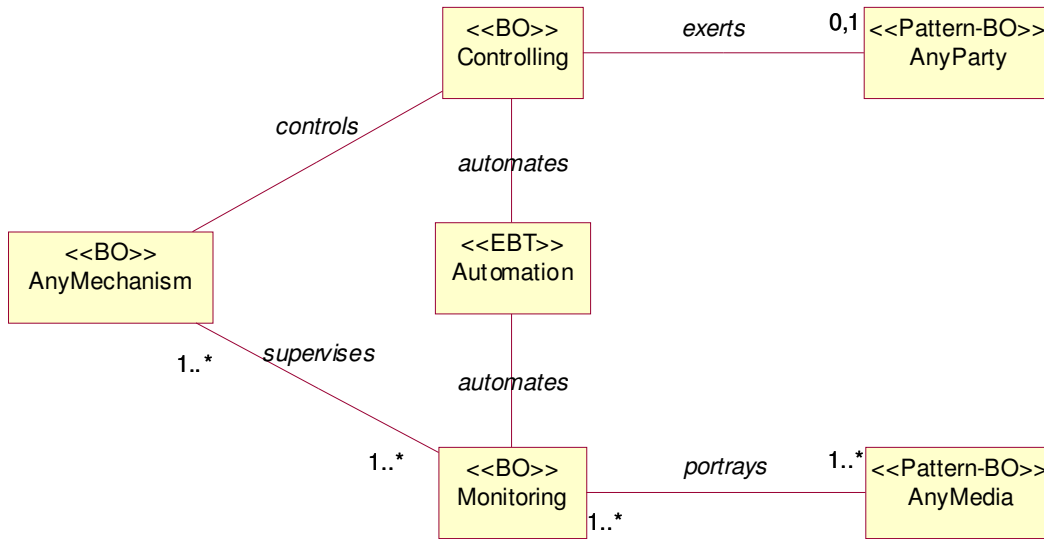 <<BO>>
Controlling
exerts
0,1
<<Pattern-BO>>
AnyParty
controls
automates
<<BO>>
AnyMechanism
<<EBT>>
Automation
1..*
supervises
automates
1..*
<<BO>>
Monitoring
portrays
1..*
1..*
<<Pattern-BO>>
AnyMedia